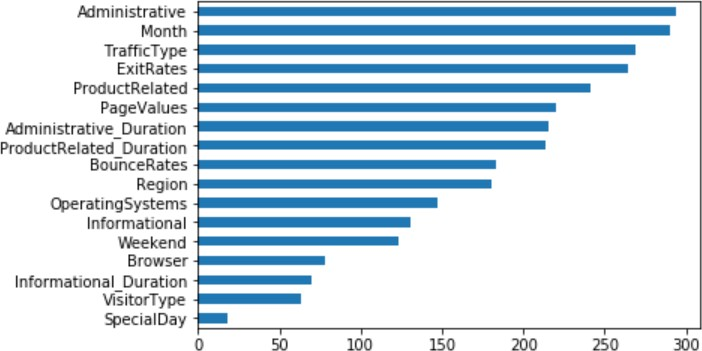 Administrative
Month
TrafficType
ExitRates
ProductRelated
PageValues
Administrative_Duration
ProductRelated_Duration
BounceRates
Region
OperatingSystems
Informational
Weekend
Browser
Informational_Duration
VisitorType
SpecialDay
0 50 100 150 200 250 300